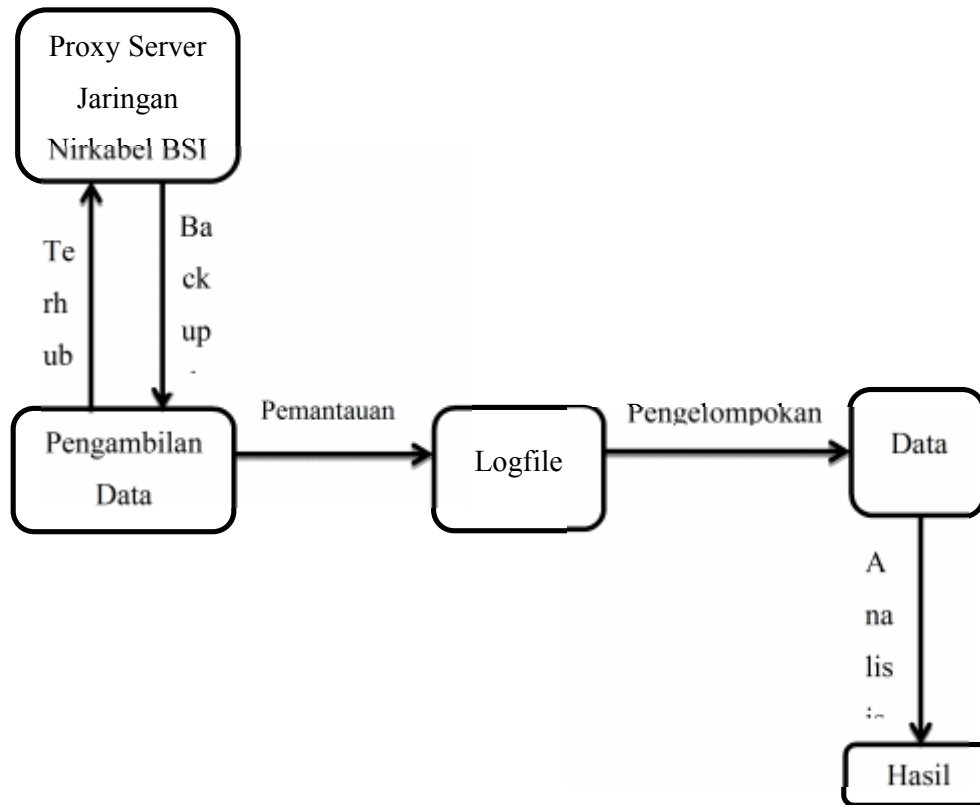 Proxy Server
Jaringan
Nirkabel BSI
Te
rh
ub
Ba
ck
up
Pengambilan
Data
Pemantauan
Logfile
Pengelompokan
Data
A
na
lis
Hasil